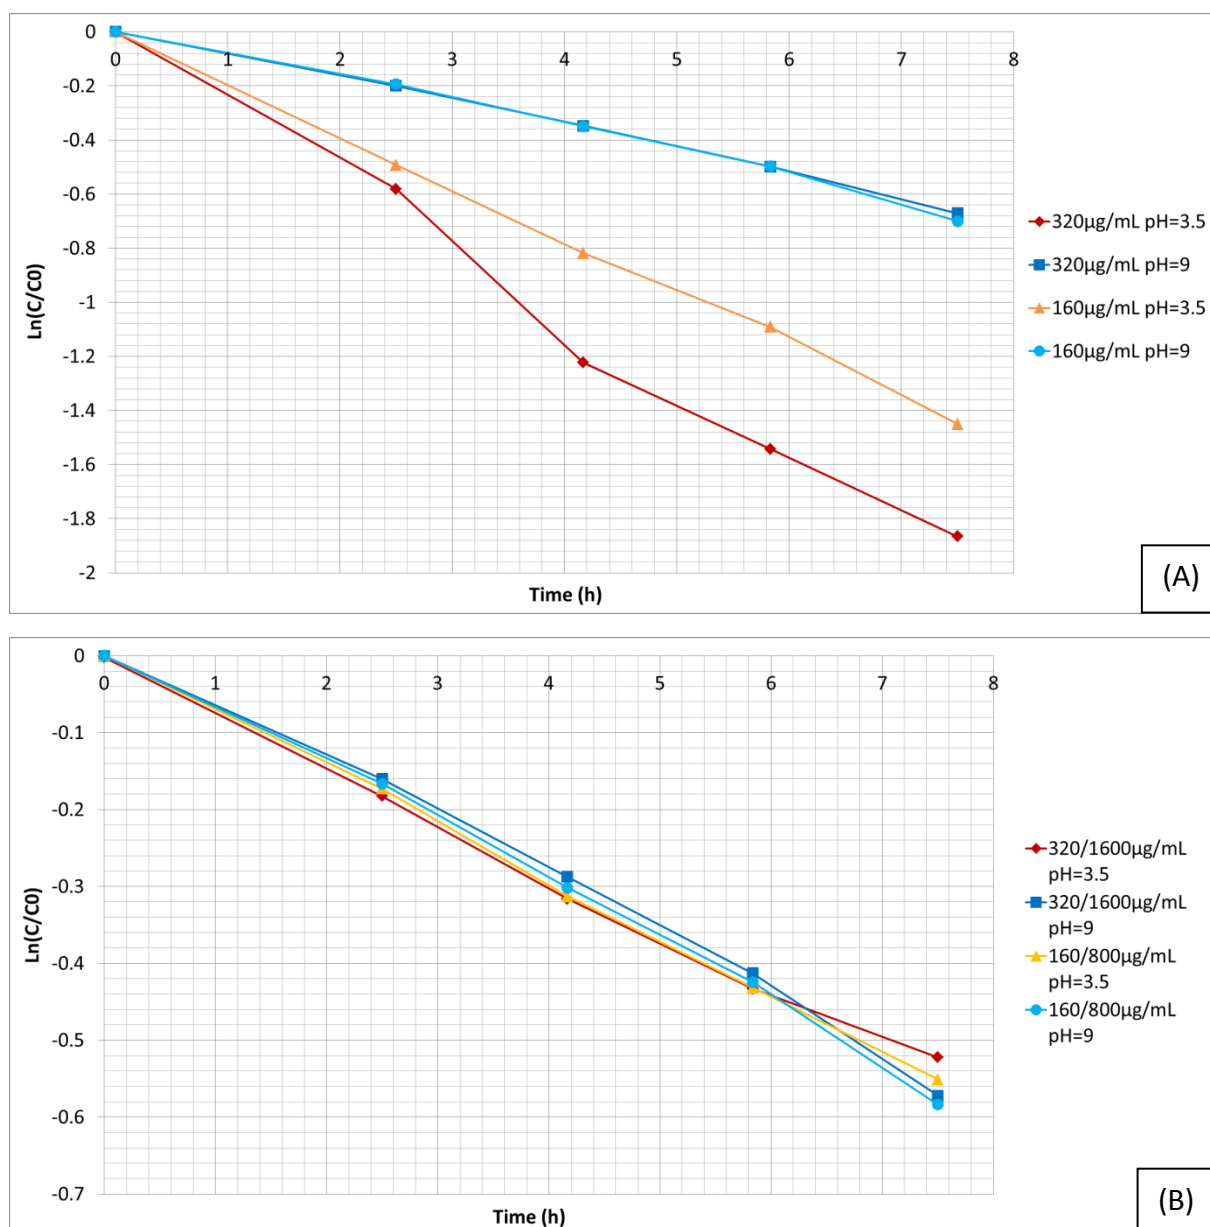 0
0 1 2 3 4 5 6 7 8
-0.2
-0.4
-0.6
-0.8
-1
-1.2
-1.4
-1.6
-1.8
-2
Ln(C/C0)
Time (h)
320µg/mL pH=3.5
320µg/mL pH=9
160µg/mL pH=3.5
160µg/mL pH=9
(A)
0
0 1 2 3 4 5 6 7 8
-0.1
-0.2
-0.3
-0.4
-0.5
-0.6
-0.7
Ln(C/C0)
Time (h)
320/1600µg/mL
pH=3.5
320/1600µg/mL
pH=9
160/800µg/mL
pH=3.5
160/800µg/mL
pH=9
(B)